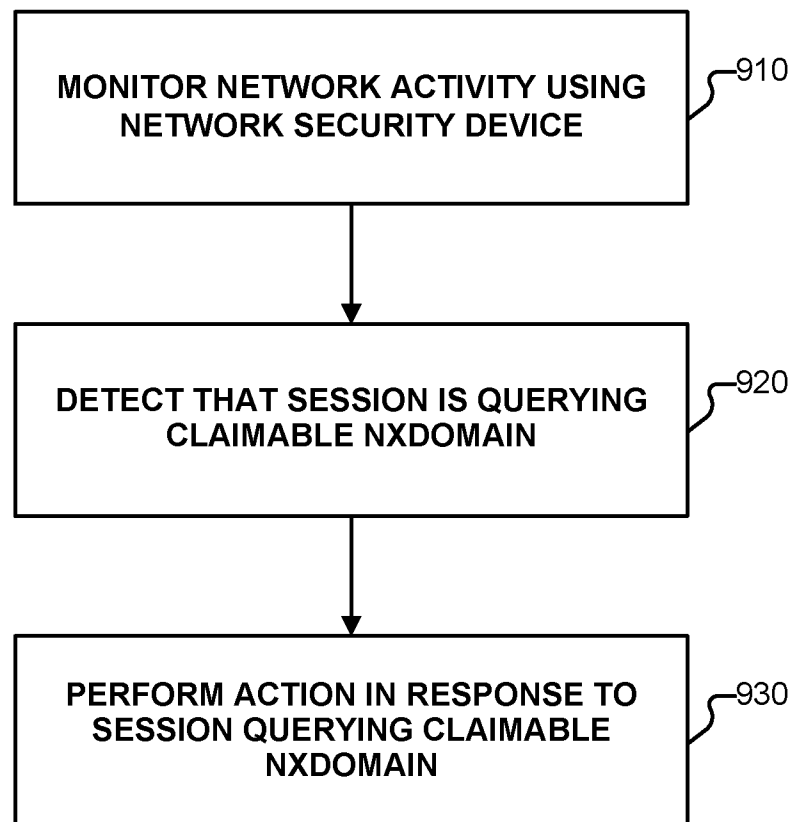 MONITOR NETWORK ACTIVITY USING
NETWORK SECURITY DEVICE
910
DETECT THAT SESSION IS QUERYING
CLAIMABLE NXDOMAIN
920
PERFORM ACTION IN RESPONSE TO
SESSION QUERYING CLAIMABLE
NXDOMAIN
930